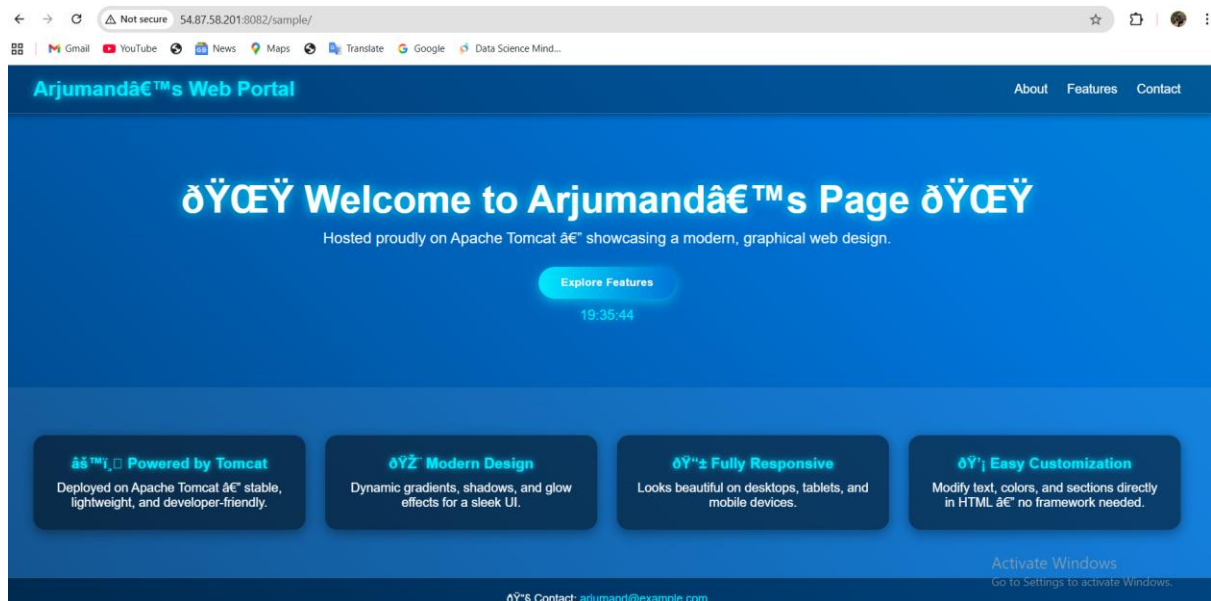 Not secure 54.87.58.201:8082/sample/
Gmail YouTube News Maps Translate Google Data Science Mind...
Arjumandâ€™s Web Portal
About Features Contact
ðŸŒŸ Welcome to Arjumandâ€™s Page ðŸŒŸ
Hosted proudly on Apache Tomcat â€” showcasing a modern, graphical web design.
Explore Features
19:35:44
âš™ï¸□ Powered by Tomcat
Deployed on Apache Tomcat â€” stable,
lightweight, and developer-friendly.
ðŸŽ¨ Modern Design
Dynamic gradients, shadows, and glow
effects for a sleek UI.
ðŸ“± Fully Responsive
Looks beautiful on desktops, tablets, and
mobile devices.
ðŸ’¡ Easy Customization
Modify text, colors, and sections directly
in HTML â€” no framework needed.
Activate Windows
Go to Settings to activate Windows.
ðŸ“§ Contact: arjumand@example.com